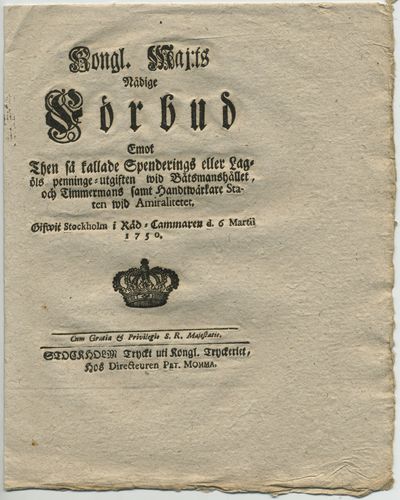 Kongl. Maj:ts
Nådige
Förbud
Emot
Then så kallade Spenderings eller Lag-
öls penninge-utgiften wid Båtsmanshållet,
och Timmermans samt Handtwärkare Sta-
ten wid Amiralitetet.
Gifwit Stockholm i Råd-Cammaren d. 6 Martii
1750.
Cum Gratia & Privilegio S. R. Majestatis.
STOCKHOLM Tryckt uti Kongl. Tryckeriet,
Hos Directeuren PET. MOMMA.